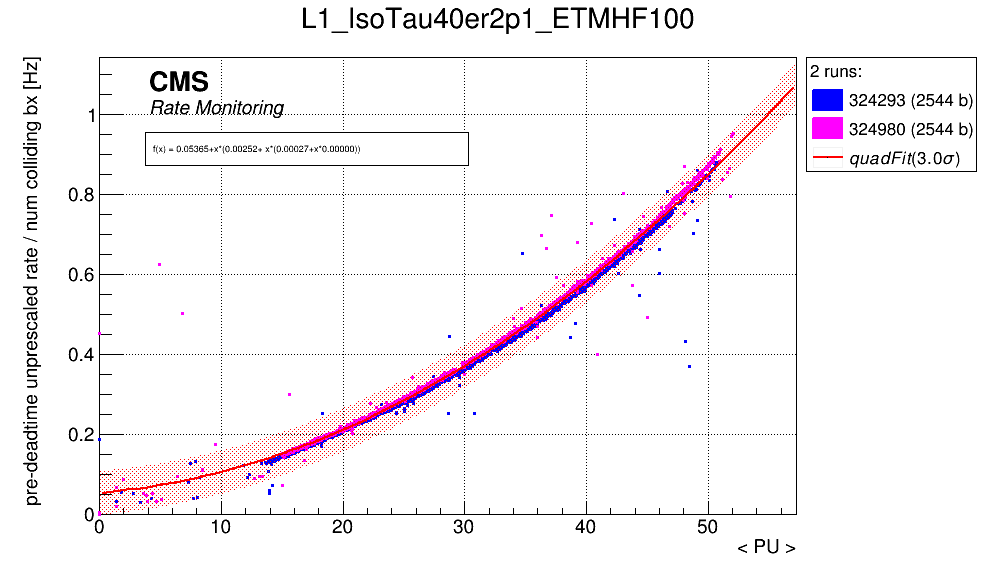 L1_IsoTau40er2p1_ETMHF100
pre-deadtime unprescaled rate / num colliding bx [Hz]
CMS
Rate Monitoring
f(x) = 0.05365+x*(0.00252+ x*(0.00027+x*0.00000))
1
0.8
0.6
0.4
0.2
0
0 10 20 30 40 50
< PU >
2 runs:
324293 (2544 b)
324980 (2544 b)
quadFit(3.0σ)